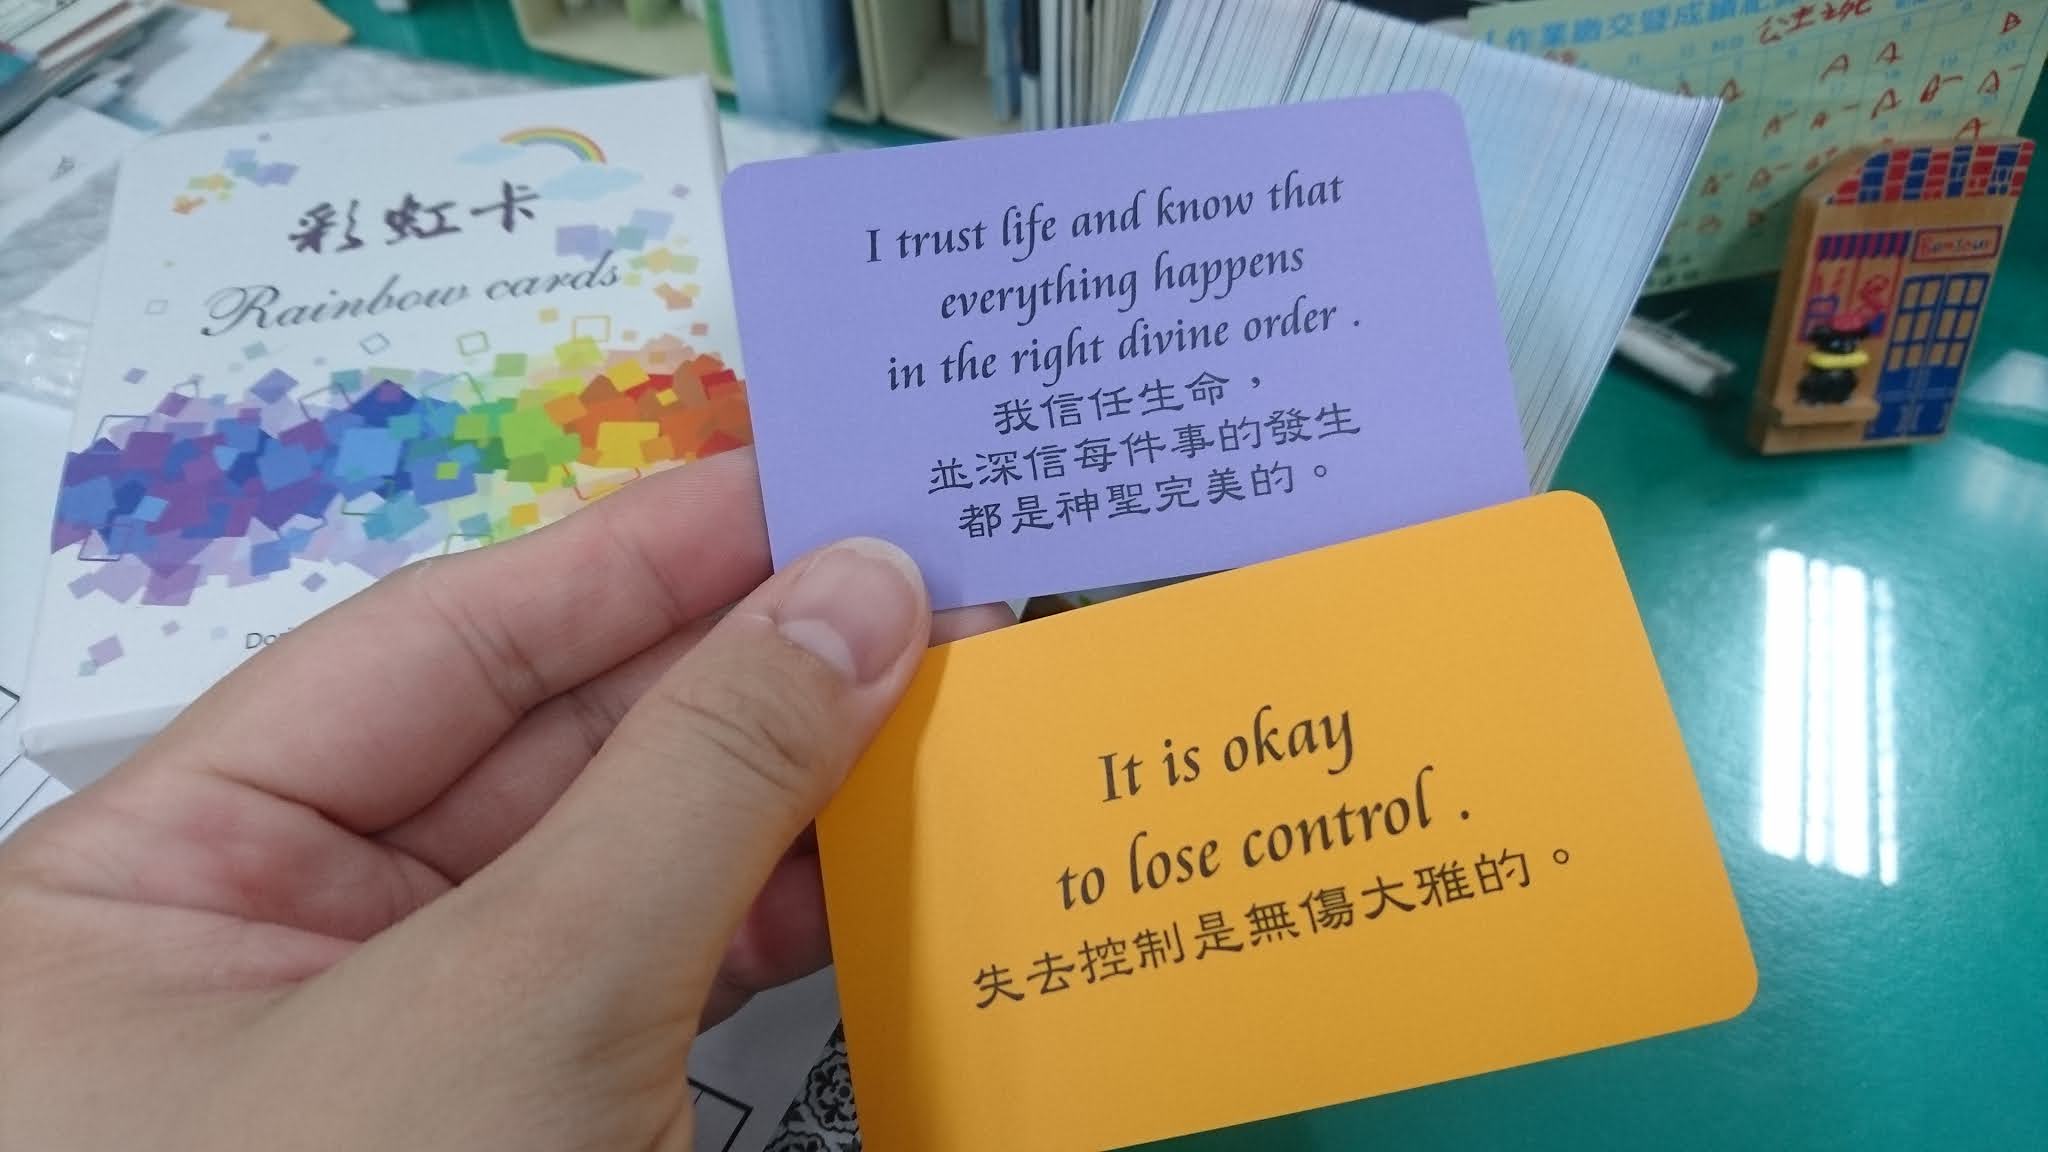 彩虹卡
Rainbow cards
I trust life and know that
everything happens
in the right divine order .
我信任生命，
並深信每件事的發生
都是神聖完美的。
It is okay
to lose control .
失去控制是無傷大雅的。